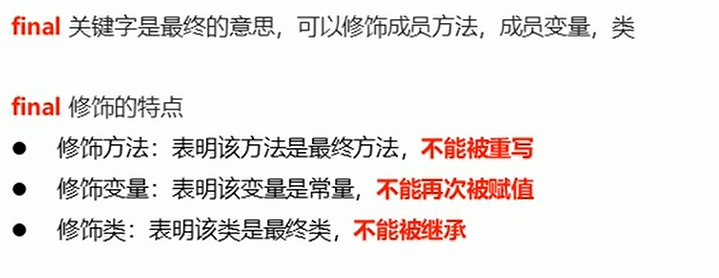 final 关键字是最终的意思，可以修饰成员方法，成员变量，类
final 修饰的特点
● 修饰方法：表明该方法是最终方法，不能被重写
● 修饰变量：表明该变量是常量，不能再次被赋值
● 修饰类：表明该类是最终类，不能被继承